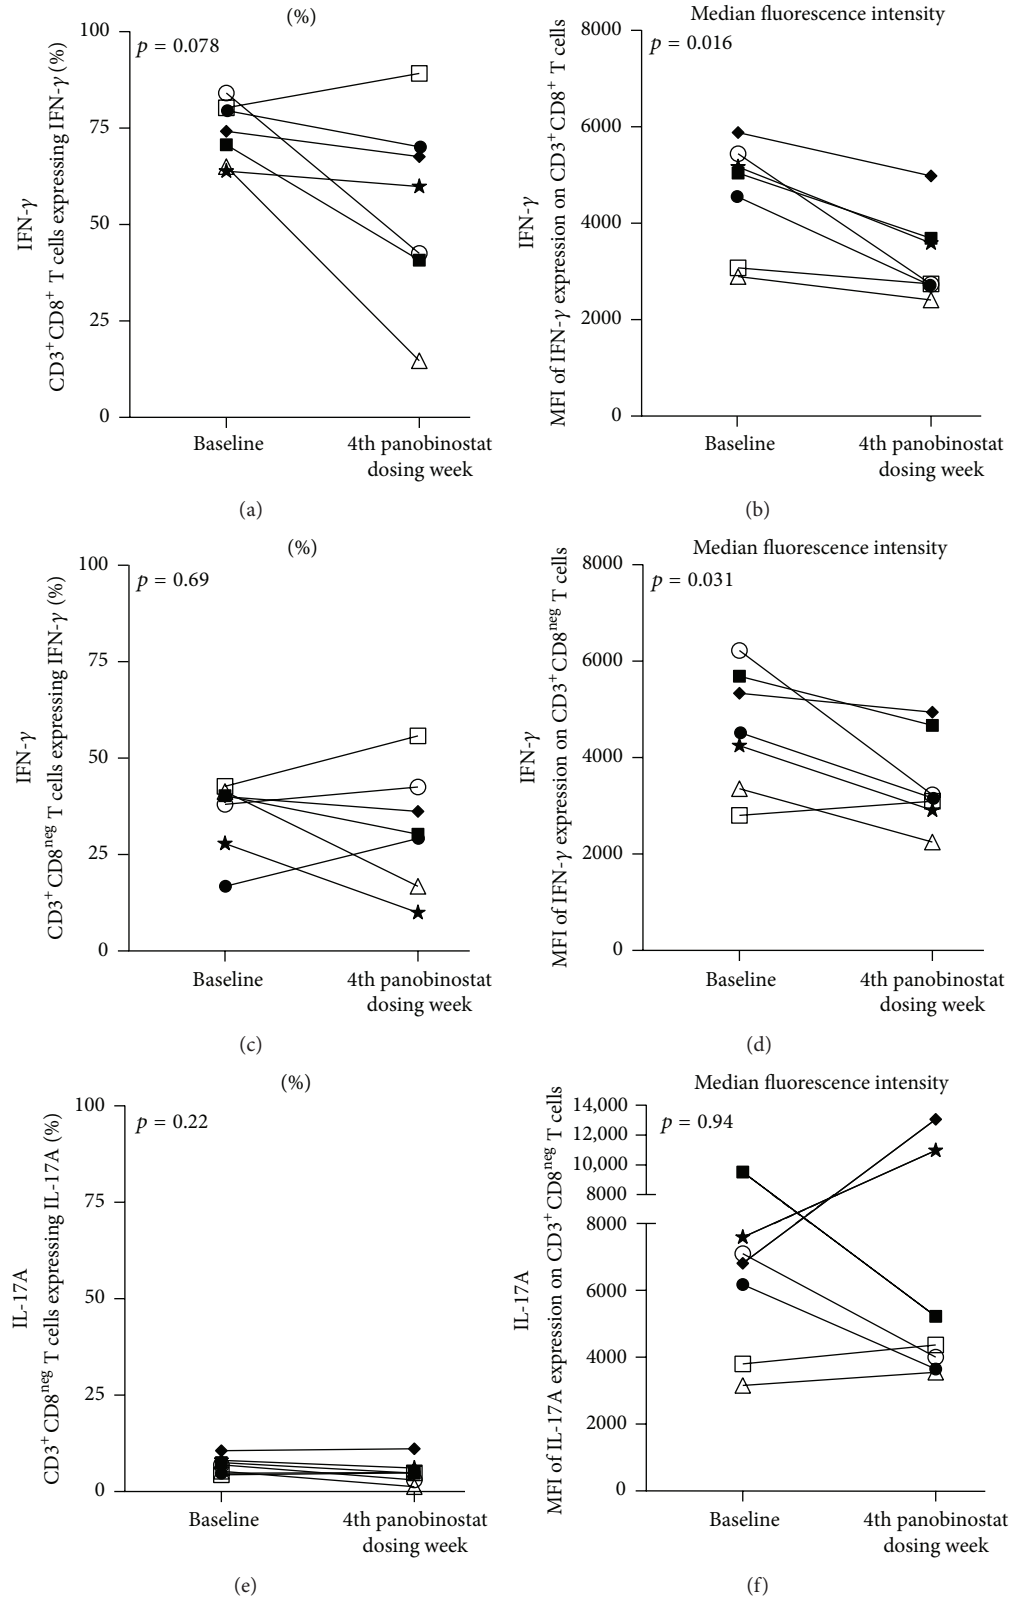 (%)
IFN-γ
CD3⁺CD8⁺ T cells expressing IFN-γ (%)
100
75
50
25
0
p = 0.078
Baseline
4th panobinostat
dosing week
(a)
Median fluorescence intensity
IFN-γ
MFI of IFN-γ expression on CD3⁺CD8⁺ T cells
8000
6000
4000
2000
0
p = 0.016
Baseline
4th panobinostat
dosing week
(b)
(%)
IFN-γ
CD3⁺CD8ⁿᵉᵍ T cells expressing IFN-γ (%)
100
75
50
25
0
p = 0.69
Baseline
4th panobinostat
dosing week
(c)
Median fluorescence intensity
IFN-γ
MFI of IFN-γ expression on CD3⁺CD8ⁿᵉᵍ T cells
8000
6000
4000
2000
0
p = 0.031
Baseline
4th panobinostat
dosing week
(d)
(%)
IL-17A
CD3⁺CD8ⁿᵉᵍ T cells expressing IL-17A (%)
100
75
50
25
0
p = 0.22
Baseline
4th panobinostat
dosing week
(e)
Median fluorescence intensity
IL-17A
MFI of IL-17A expression on CD3⁺CD8ⁿᵉᵍ T cells
14,000
12,000
10,000
8000
8000
6000
4000
2000
0
p = 0.94
Baseline
4th panobinostat
dosing week
(f)